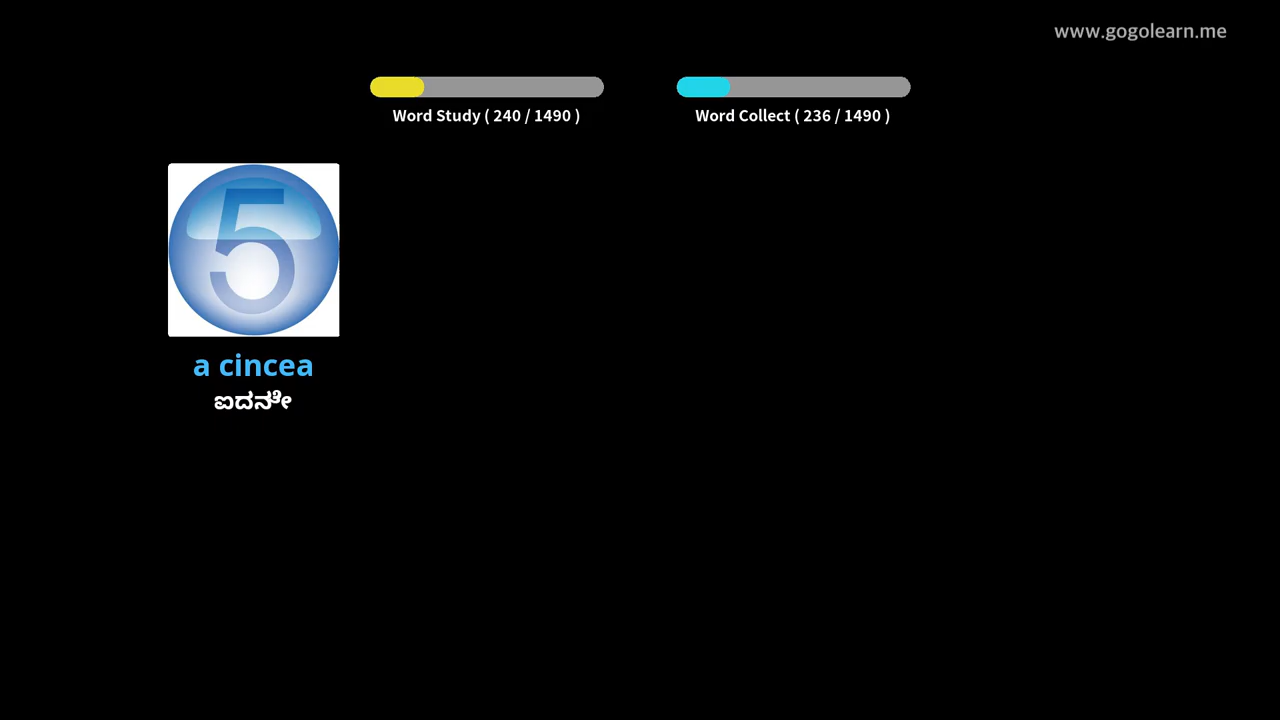 www.gogolearn.me
Word Study ( 240 / 1490 )
Word Collect ( 236 / 1490 )
5
a cincea
ಐದನೇ